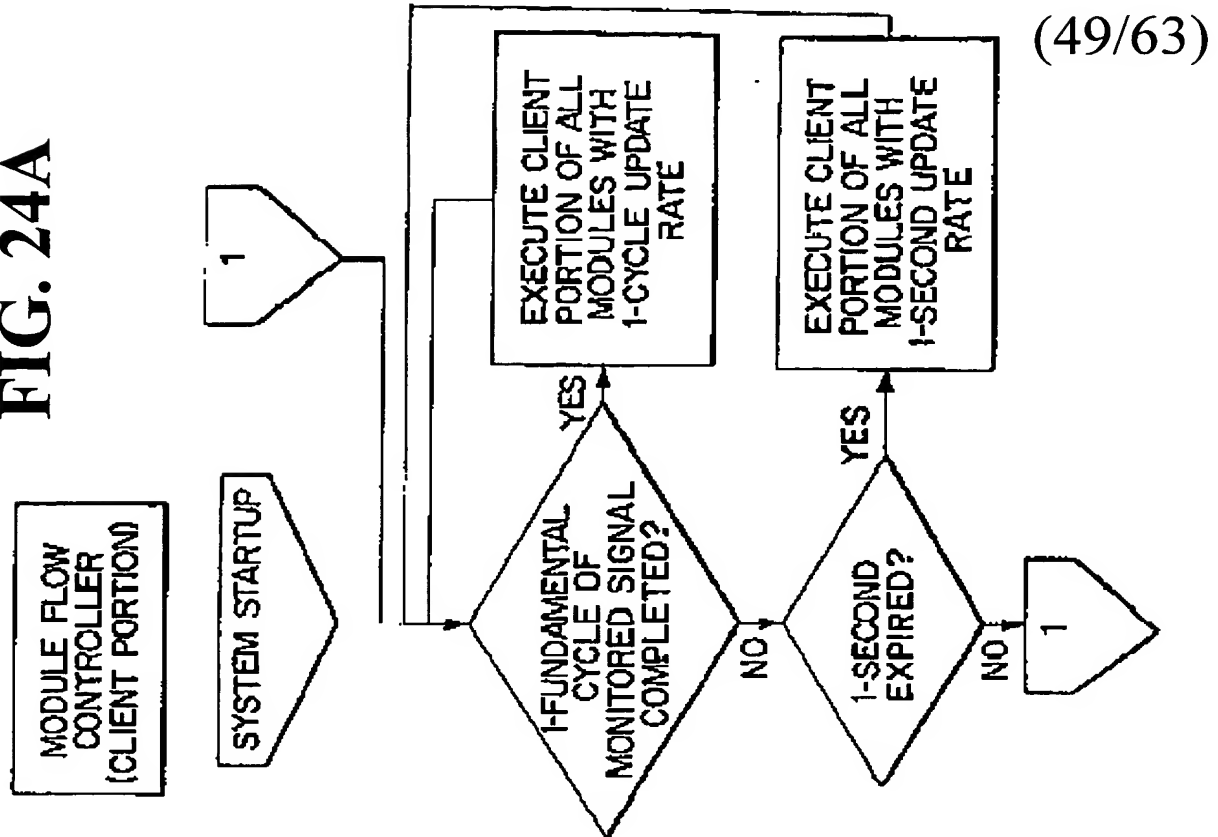 FIG. 24A
(49/63)
MODULE FLOW
CONTROLLER
(CLIENT PORTION)
SYSTEM STARTUP
1
1-FUNDAMENTAL
CYCLE OF
MONITORED SIGNAL
COMPLETED?
YES
EXECUTE CLIENT
PORTION OF ALL
MODULES WITH
1-CYCLE UPDATE
RATE
NO
1-SECOND
EXPIRED?
YES
EXECUTE CLIENT
PORTION OF ALL
MODULES WITH
1-SECOND UPDATE
RATE
NO
1